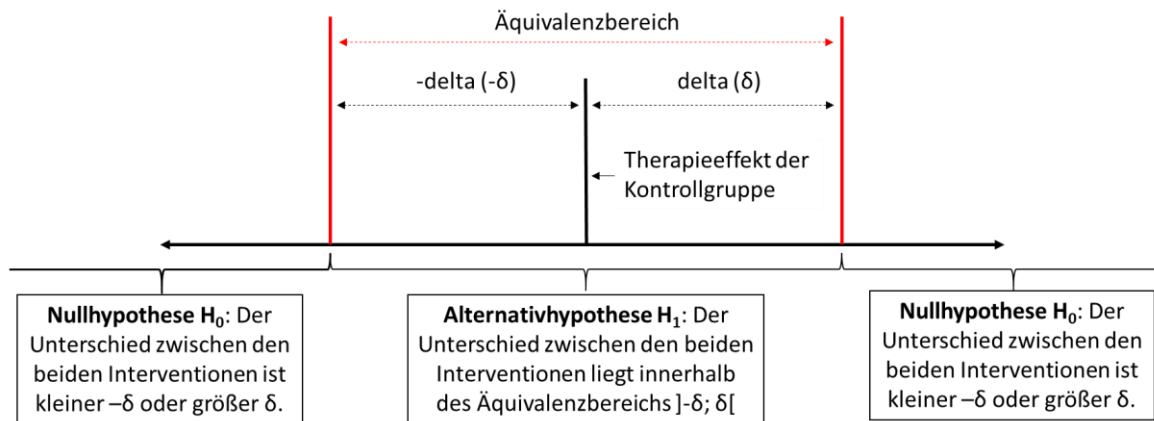 Äquivalenzbereich
-delta (-δ)
delta (δ)
Therapieeffekt der
Kontrollgruppe
Nullhypothese H₀: Der
Unterschied zwischen den
beiden Interventionen ist
kleiner –δ oder größer δ.
Alternativhypothese H₁: Der
Unterschied zwischen den beiden
Interventionen liegt innerhalb
des Äquivalenzbereichs ]-δ; δ[
Nullhypothese H₀: Der
Unterschied zwischen den
beiden Interventionen ist
kleiner –δ oder größer δ.